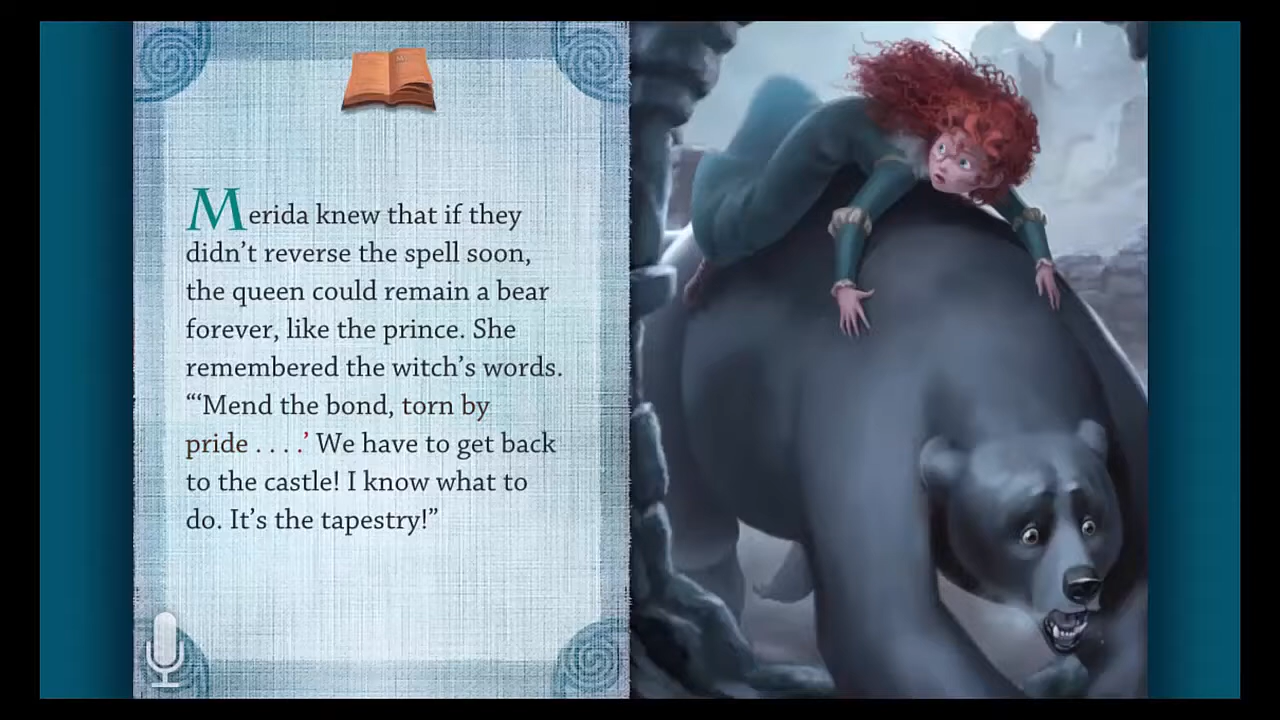 Merida knew that if they
didn’t reverse the spell soon,
the queen could remain a bear
forever, like the prince. She
remembered the witch’s words.
“‘Mend the bond, torn by
pride . . . .’ We have to get back
to the castle! I know what to
do. It’s the tapestry!”